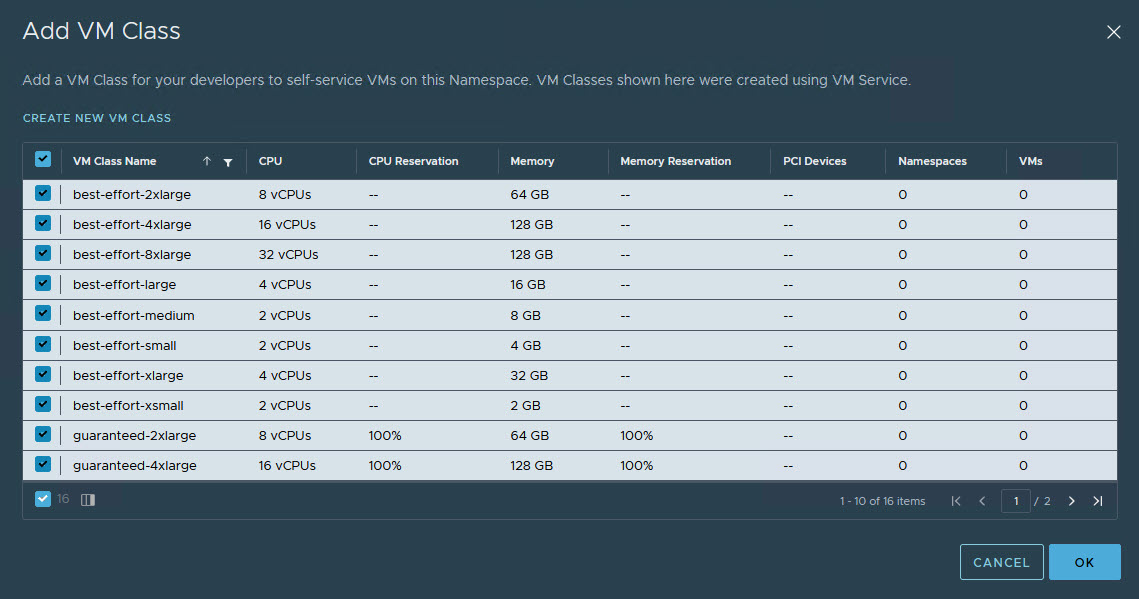 Add VM Class
Add a VM Class for your developers to self-service VMs on this Namespace. VM Classes shown here were created using VM Service.
CREATE NEW VM CLASS
VM Class Name CPU CPU Reservation Memory Memory Reservation PCI Devices Namespaces VMs
best-effort-2xlarge 8 vCPUs -- 64 GB -- -- 0 0
best-effort-4xlarge 16 vCPUs -- 128 GB -- -- 0 0
best-effort-8xlarge 32 vCPUs -- 128 GB -- -- 0 0
best-effort-large 4 vCPUs -- 16 GB -- -- 0 0
best-effort-medium 2 vCPUs -- 8 GB -- -- 0 0
best-effort-small 2 vCPUs -- 4 GB -- -- 0 0
best-effort-xlarge 4 vCPUs -- 32 GB -- -- 0 0
best-effort-xsmall 2 vCPUs -- 2 GB -- -- 0 0
guaranteed-2xlarge 8 vCPUs 100% 64 GB 100% -- 0 0
guaranteed-4xlarge 16 vCPUs 100% 128 GB 100% -- 0 0
16 1 - 10 of 16 items 1 / 2
CANCEL OK